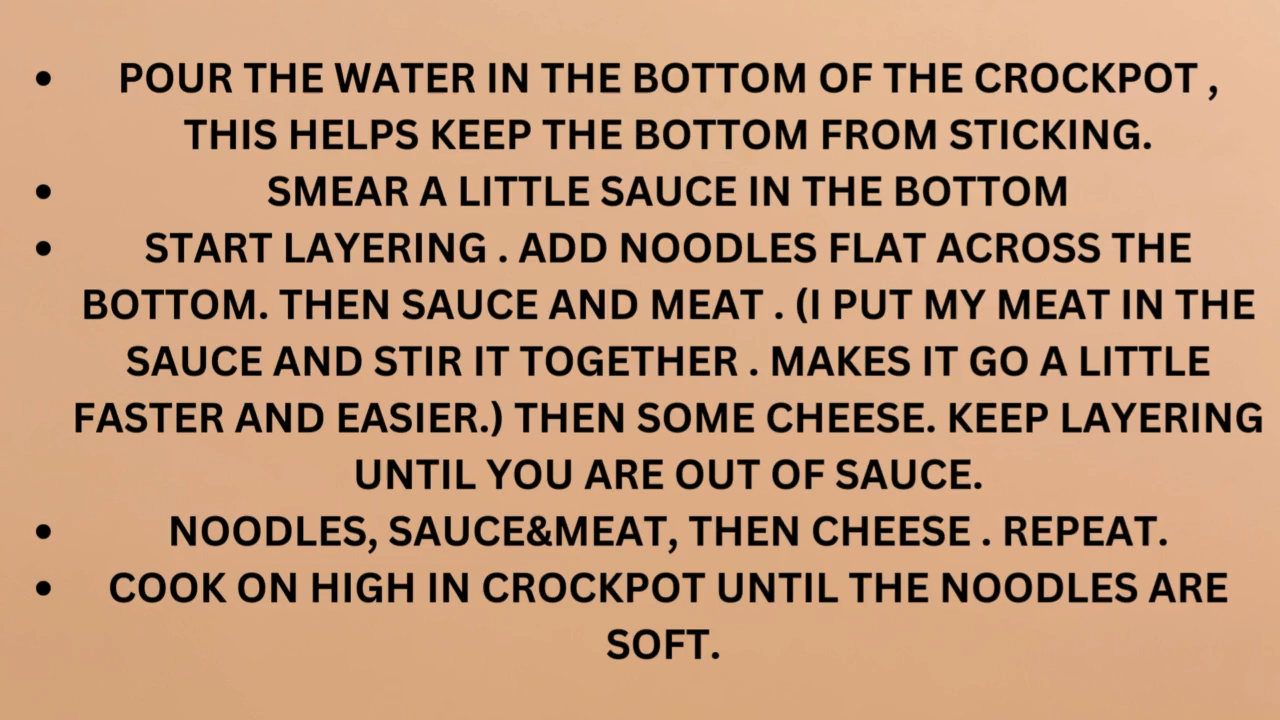 • POUR THE WATER IN THE BOTTOM OF THE CROCKPOT ,
THIS HELPS KEEP THE BOTTOM FROM STICKING.
• SMEAR A LITTLE SAUCE IN THE BOTTOM
• START LAYERING . ADD NOODLES FLAT ACROSS THE
BOTTOM. THEN SAUCE AND MEAT . (I PUT MY MEAT IN THE
SAUCE AND STIR IT TOGETHER . MAKES IT GO A LITTLE
FASTER AND EASIER.) THEN SOME CHEESE. KEEP LAYERING
UNTIL YOU ARE OUT OF SAUCE.
• NOODLES, SAUCE&MEAT, THEN CHEESE . REPEAT.
• COOK ON HIGH IN CROCKPOT UNTIL THE NOODLES ARE
SOFT.